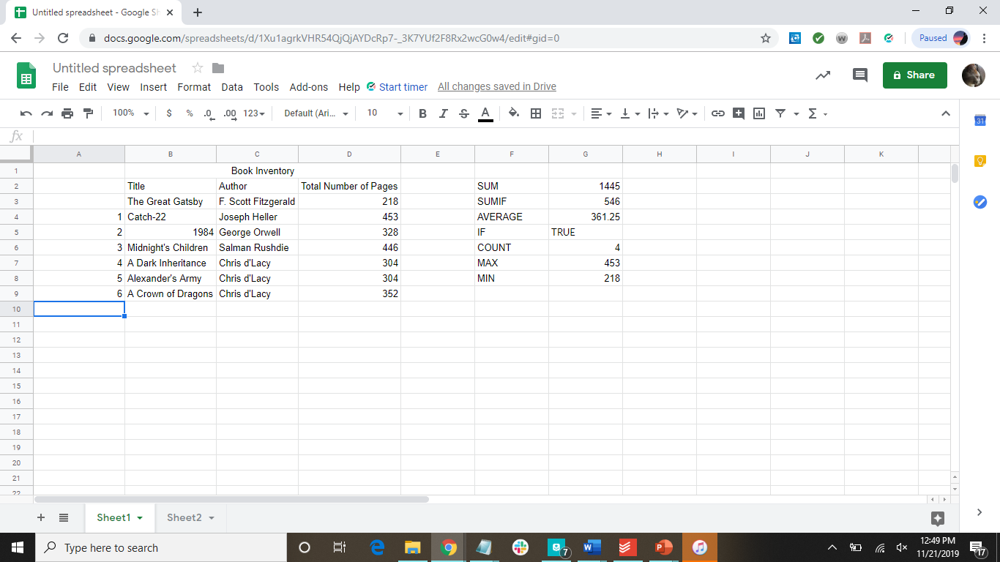 Untitled spreadsheet - Google Sh
docs.google.com/spreadsheets/d/1Xu1agrkVHR54QjQjAYDcRp7-_3K7YUf2F8Rx2wcG0w4/edit#gid=0
Paused
Untitled spreadsheet
File Edit View Insert Format Data Tools Add-ons Help Start timer All changes saved in Drive
Share
100% $ % .0 .00 123 Default (Ari... 10 B I S A Σ
31
fx
A B C D E F G H I J K
1 Book Inventory
2 Title Author Total Number of Pages SUM 1445
3 The Great Gatsby F. Scott Fitzgerald 218 SUMIF 546
4 1 Catch-22 Joseph Heller 453 AVERAGE 361.25
5 2 1984 George Orwell 328 IF TRUE
6 3 Midnight's Children Salman Rushdie 446 COUNT 4
7 4 A Dark Inheritance Chris d'Lacy 304 MAX 453
8 5 Alexander's Army Chris d'Lacy 304 MIN 218
9 6 A Crown of Dragons Chris d'Lacy 352
10
11
12
13
14
15
16
17
18
19
20
21
22
Sheet1 Sheet2
Type here to search
7
12:49 PM
11/21/2019
17